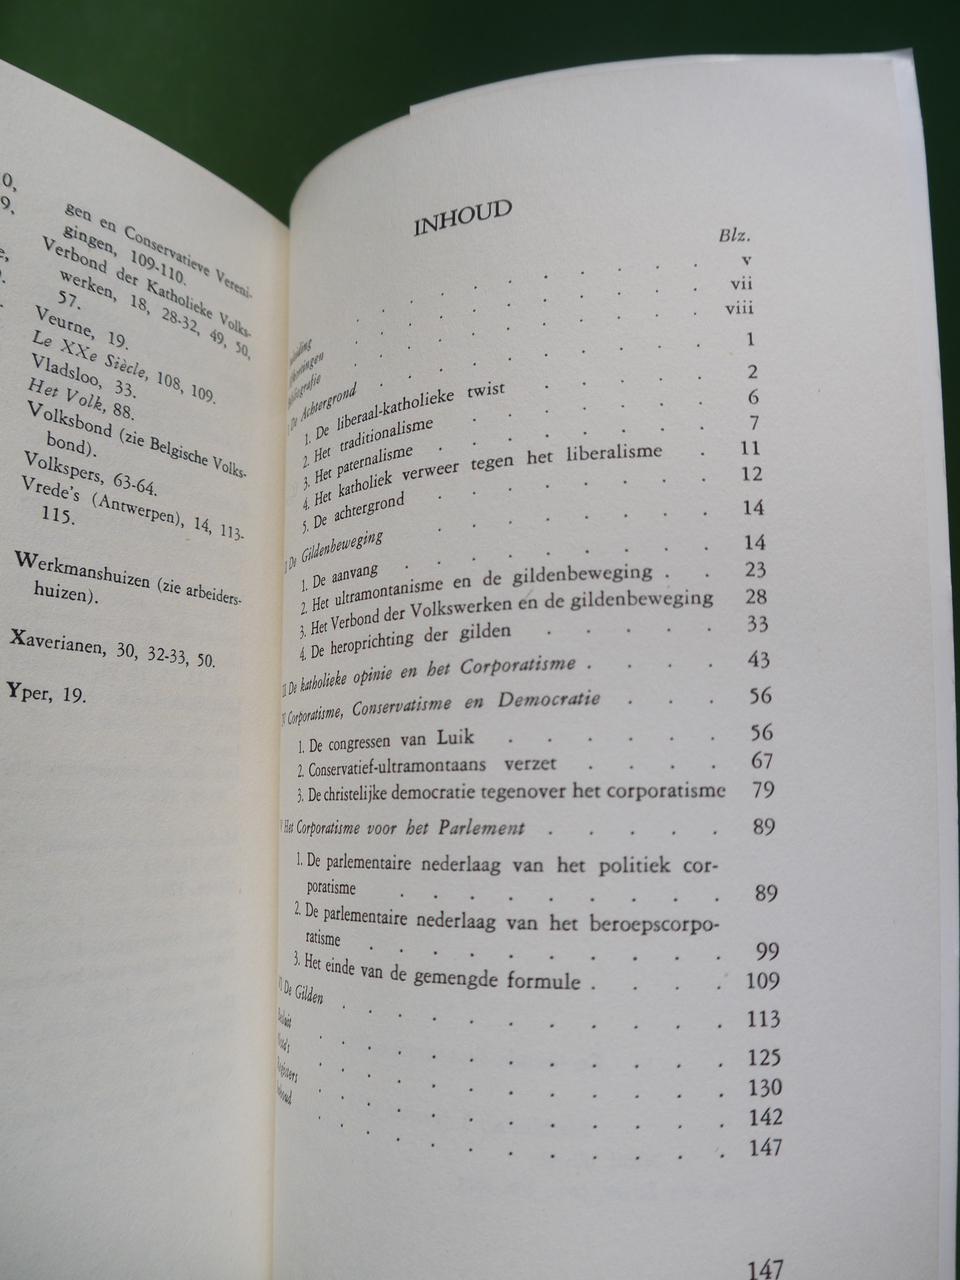 0,
9,
gen en Conservatieve Vereni-
gingen, 109-110.
Verbond der Katholieke Volks-
werken, 18, 28-32, 49, 50,
57.
Veurne, 19.
Le XXe Siècle, 108, 109.
Vladsloo, 33.
Het Volk, 88.
Volksbond (zie Belgische Volks-
bond).
Volkspers, 63-64.
Vrede's (Antwerpen), 14, 113-
115.
Werkmanshuizen (zie arbeiders-
huizen).
Xaverianen, 30, 32-33, 50.
Yper, 19.
INHOUD
Blz.
. . . . . . . v
. . . . . . . vii
. . . . . . . viii
De Achtergrond . . . . . . 1
1. De liberaal-katholieke twist . . . . 2
2. Het traditionalisme . . . . . 6
3. Het paternalisme . . . . . . 7
4. Het katholiek verweer tegen het liberalisme . 11
5. De achtergrond . . . . . . 12
De Gildenbeweging . . . . . . 14
1. De aanvang . . . . . . . 14
2. Het ultramontanisme en de gildenbeweging . . 23
3. Het Verbond der Volkswerken en de gildenbeweging 28
4. De heroprichting der gilden . . . . . 33
De katholieke opinie en het Corporatisme . . . . 43
Corporatisme, Conservatisme en Democratie . . . 56
1. De congressen van Luik . . . . . . 56
2. Conservatief-ultramontaans verzet . . . . 67
3. De christelijke democratie tegenover het corporatisme 79
Het Corporatisme voor het Parlement . . . . . 89
1. De parlementaire nederlaag van het politiek cor-
poratisme . . . . . . . . 89
2. De parlementaire nederlaag van het beroepscorpo-
ratisme . . . . . . . . . 99
3. Het einde van de gemengde formule . . . . 109
De Gilden . . . . . . . . . 113
Besluit . . . . . . . . . 125
. . . . . . . . . 130
Registers . . . . . . . . . 142
Inhoud . . . . . . . . . 147
147